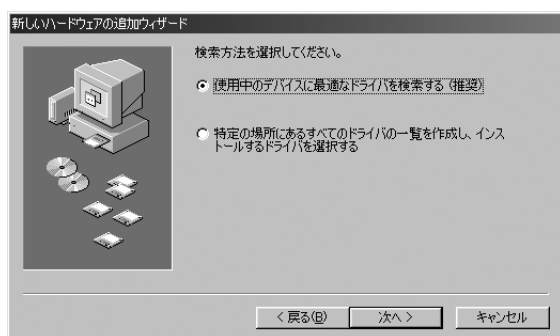 新しいハードウェアの追加ウィザード
検索方法を選択してください。
使用中のデバイスに最適なドライバを検索する (推奨)
特定の場所にあるすべてのドライバの一覧を作成し、インス
トールするドライバを選択する
< 戻る(B)
次へ >
キャンセル